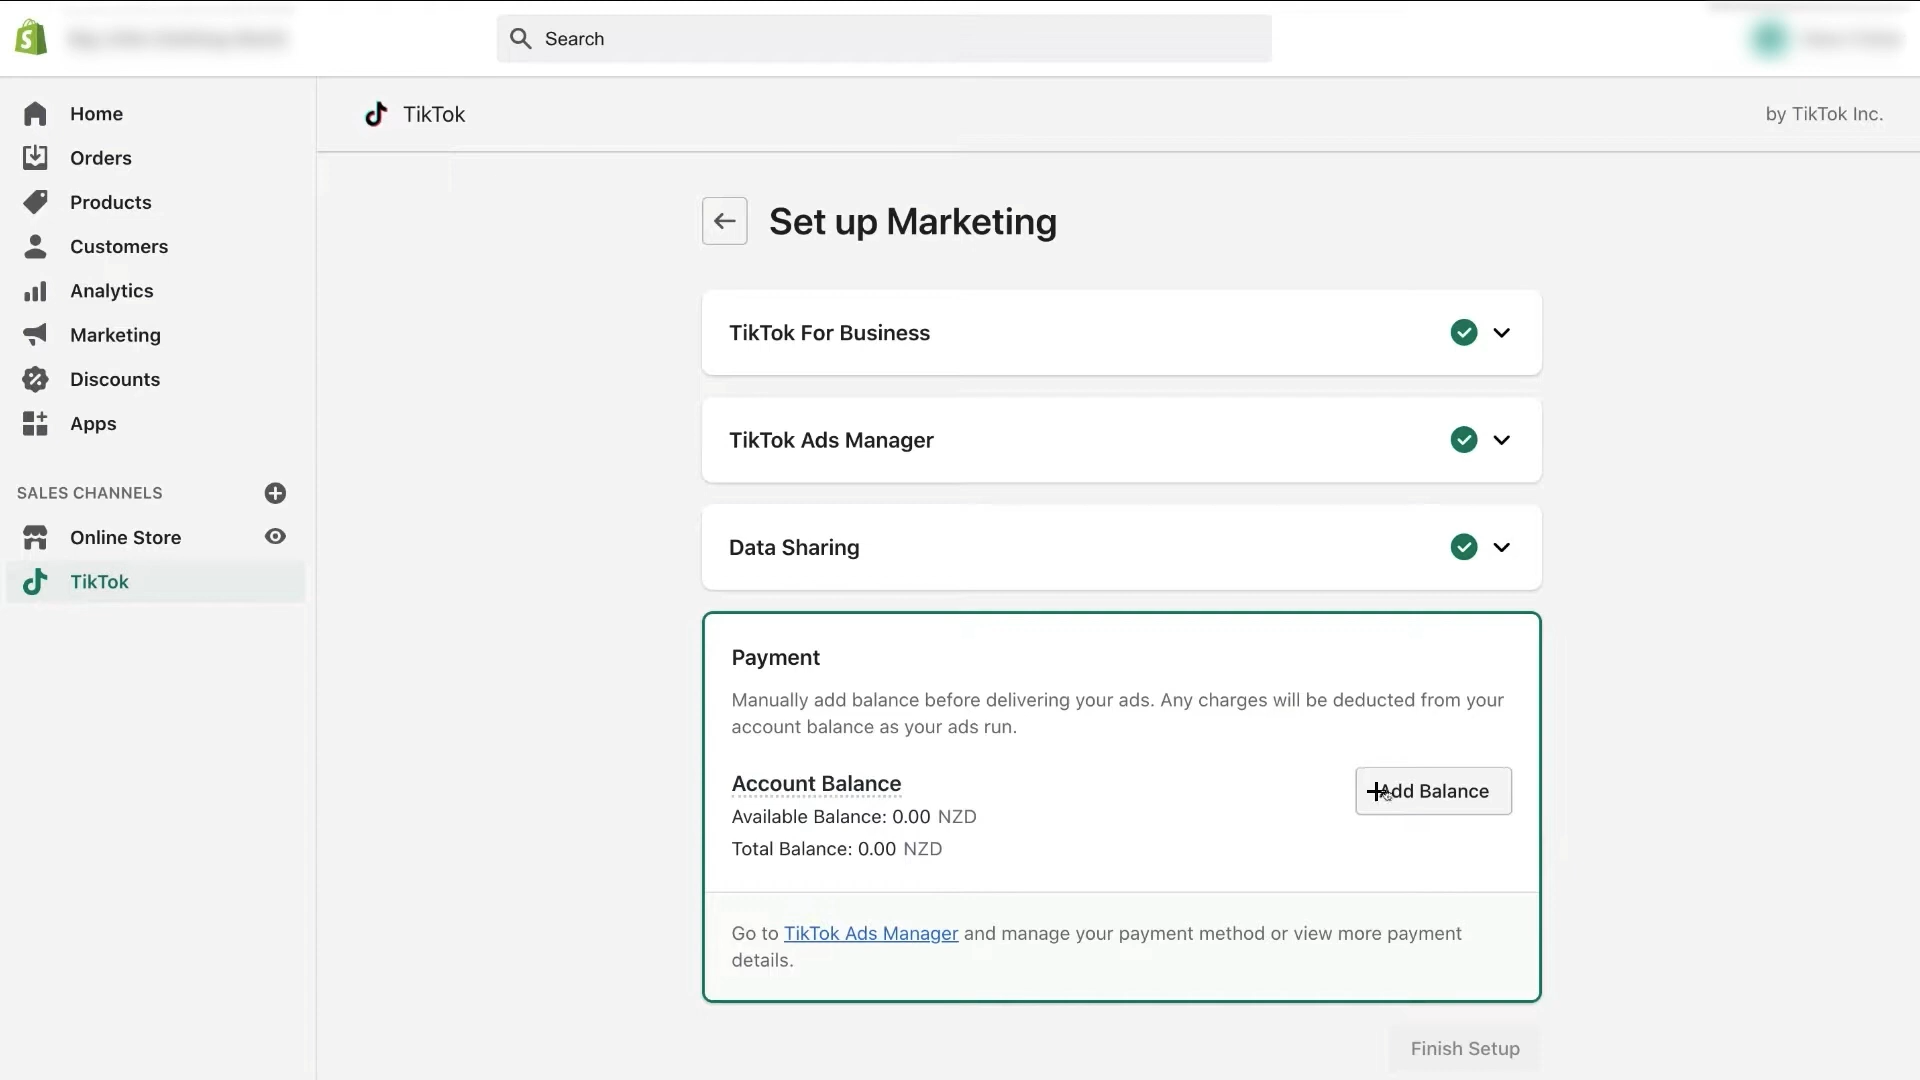 Search
Home
Orders
Products
Customers
Analytics
Marketing
Discounts
Apps
SALES CHANNELS
Online Store
TikTok
TikTok
by TikTok Inc.
Set up Marketing
TikTok For Business
TikTok Ads Manager
Data Sharing
Payment
Manually add balance before delivering your ads. Any charges will be deducted from your
account balance as your ads run.
Account Balance
Add Balance
Available Balance: 0.00 NZD
Total Balance: 0.00 NZD
Go to TikTok Ads Manager and manage your payment method or view more payment
details.
Finish Setup